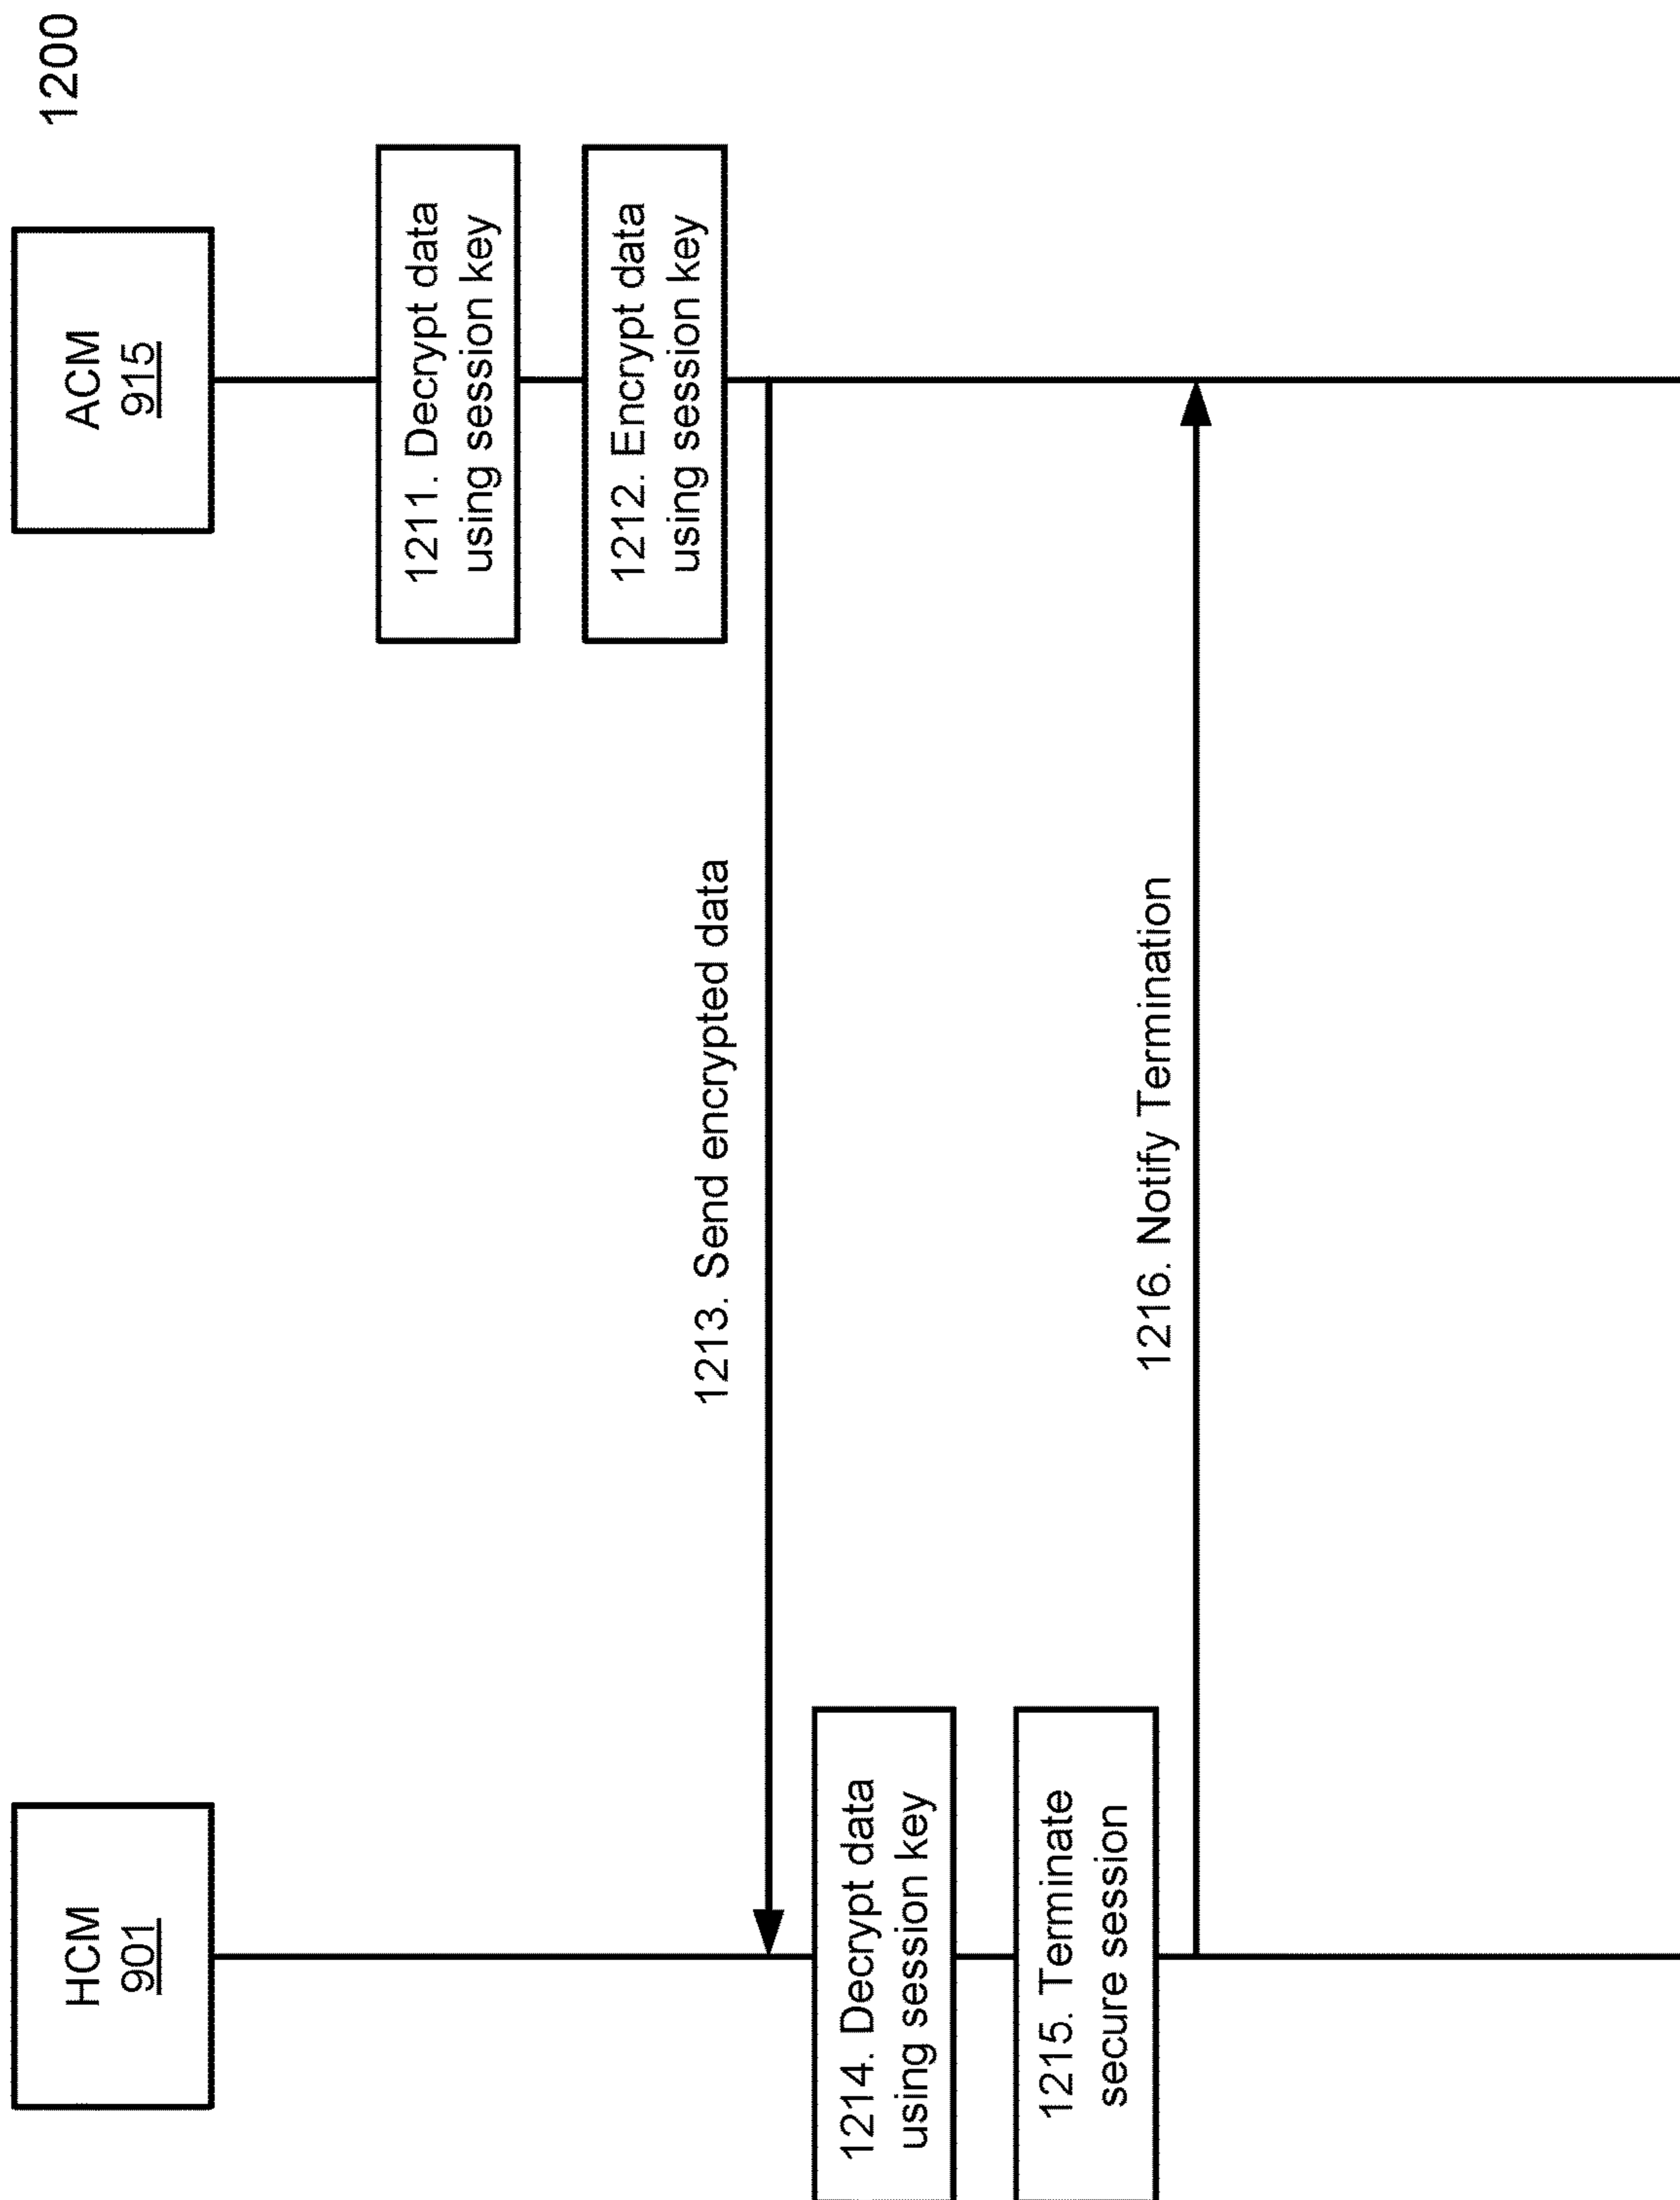 1200
HCM
901
ACM
915
1211. Decrypt data
using session key
1212. Encrypt data
using session key
1213. Send encrypted data
1214. Decrypt data
using session key
1215. Terminate
secure session
1216. Notify Termination